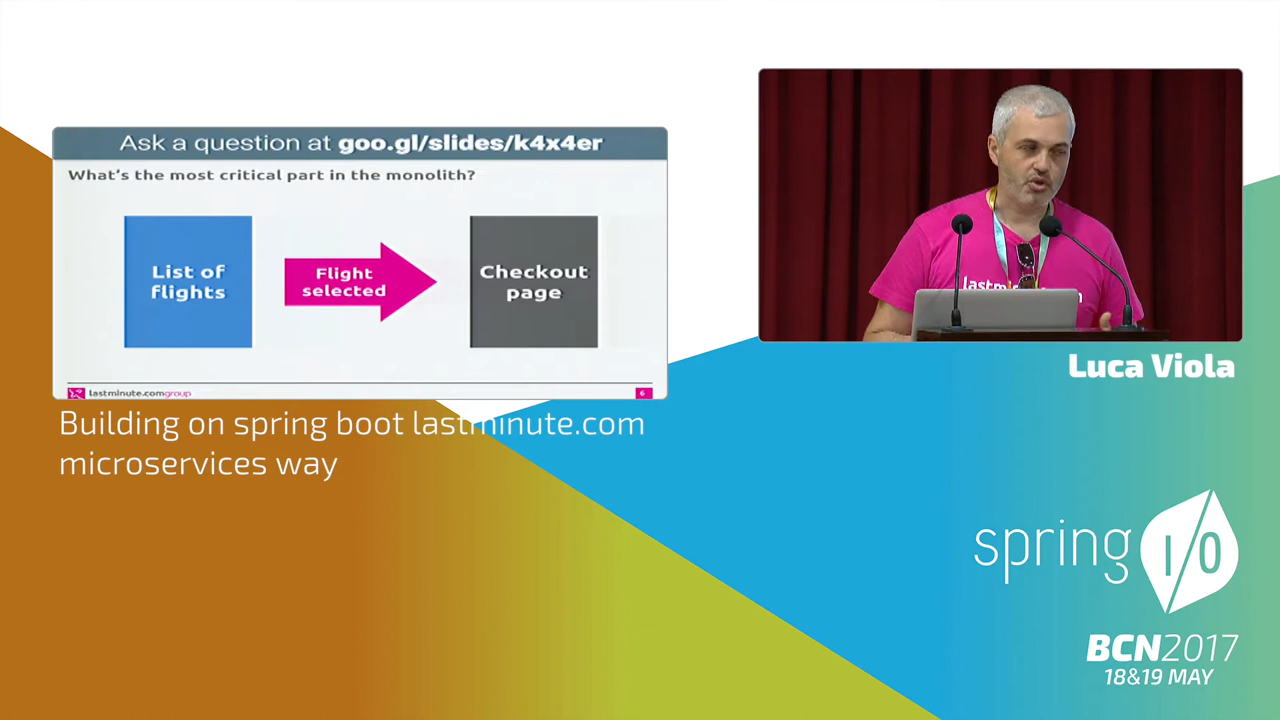 Ask a question at goo.gl/slides/k4x4er
What's the most critical part in the monolith?
List of
flights
Flight
selected
Checkout
page
lastminute.comgroup
6
Luca Viola
Building on spring boot lastminute.com
microservices way
spring I/O
BCN2017
18&19 MAY